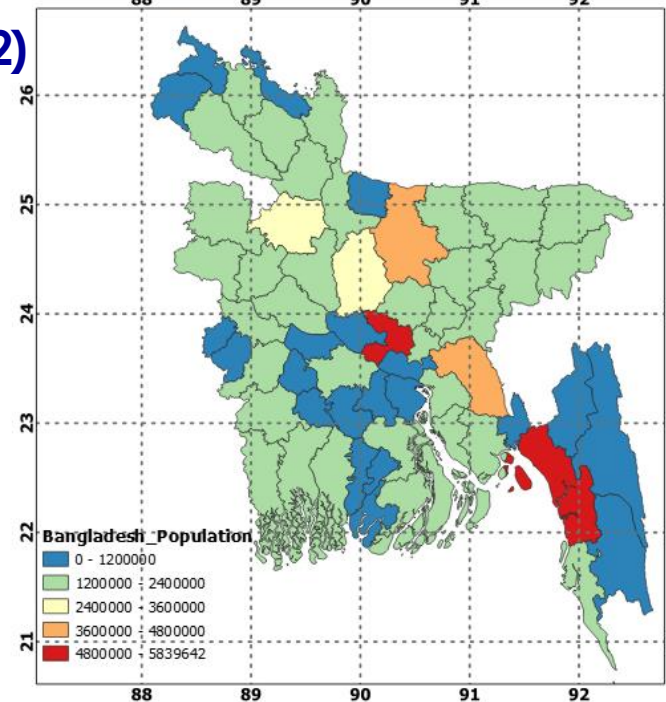 88 89 90 91 92
2)
26
25
24
23
22
21
Bangladesh_Population
0 - 1200000
1200000 - 2400000
2400000 - 3600000
3600000 - 4800000
4800000 - 5839642
88 89 90 91 92